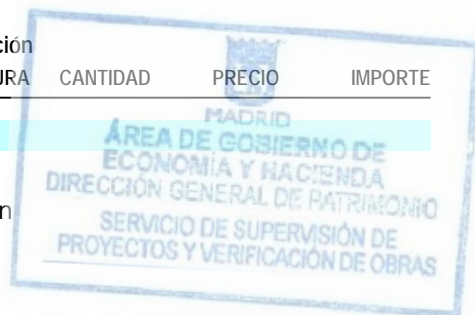 ción
URA CANTIDAD PRECIO IMPORTE
MADRID
ÁREA DE GOBIERNO DE
ECONOMÍA Y HACIENDA
DIRECCIÓN GENERAL DE PATRIMONIO
n
SERVICIO DE SUPERVISIÓN DE
PROYECTOS Y VERIFICACIÓN DE OBRAS